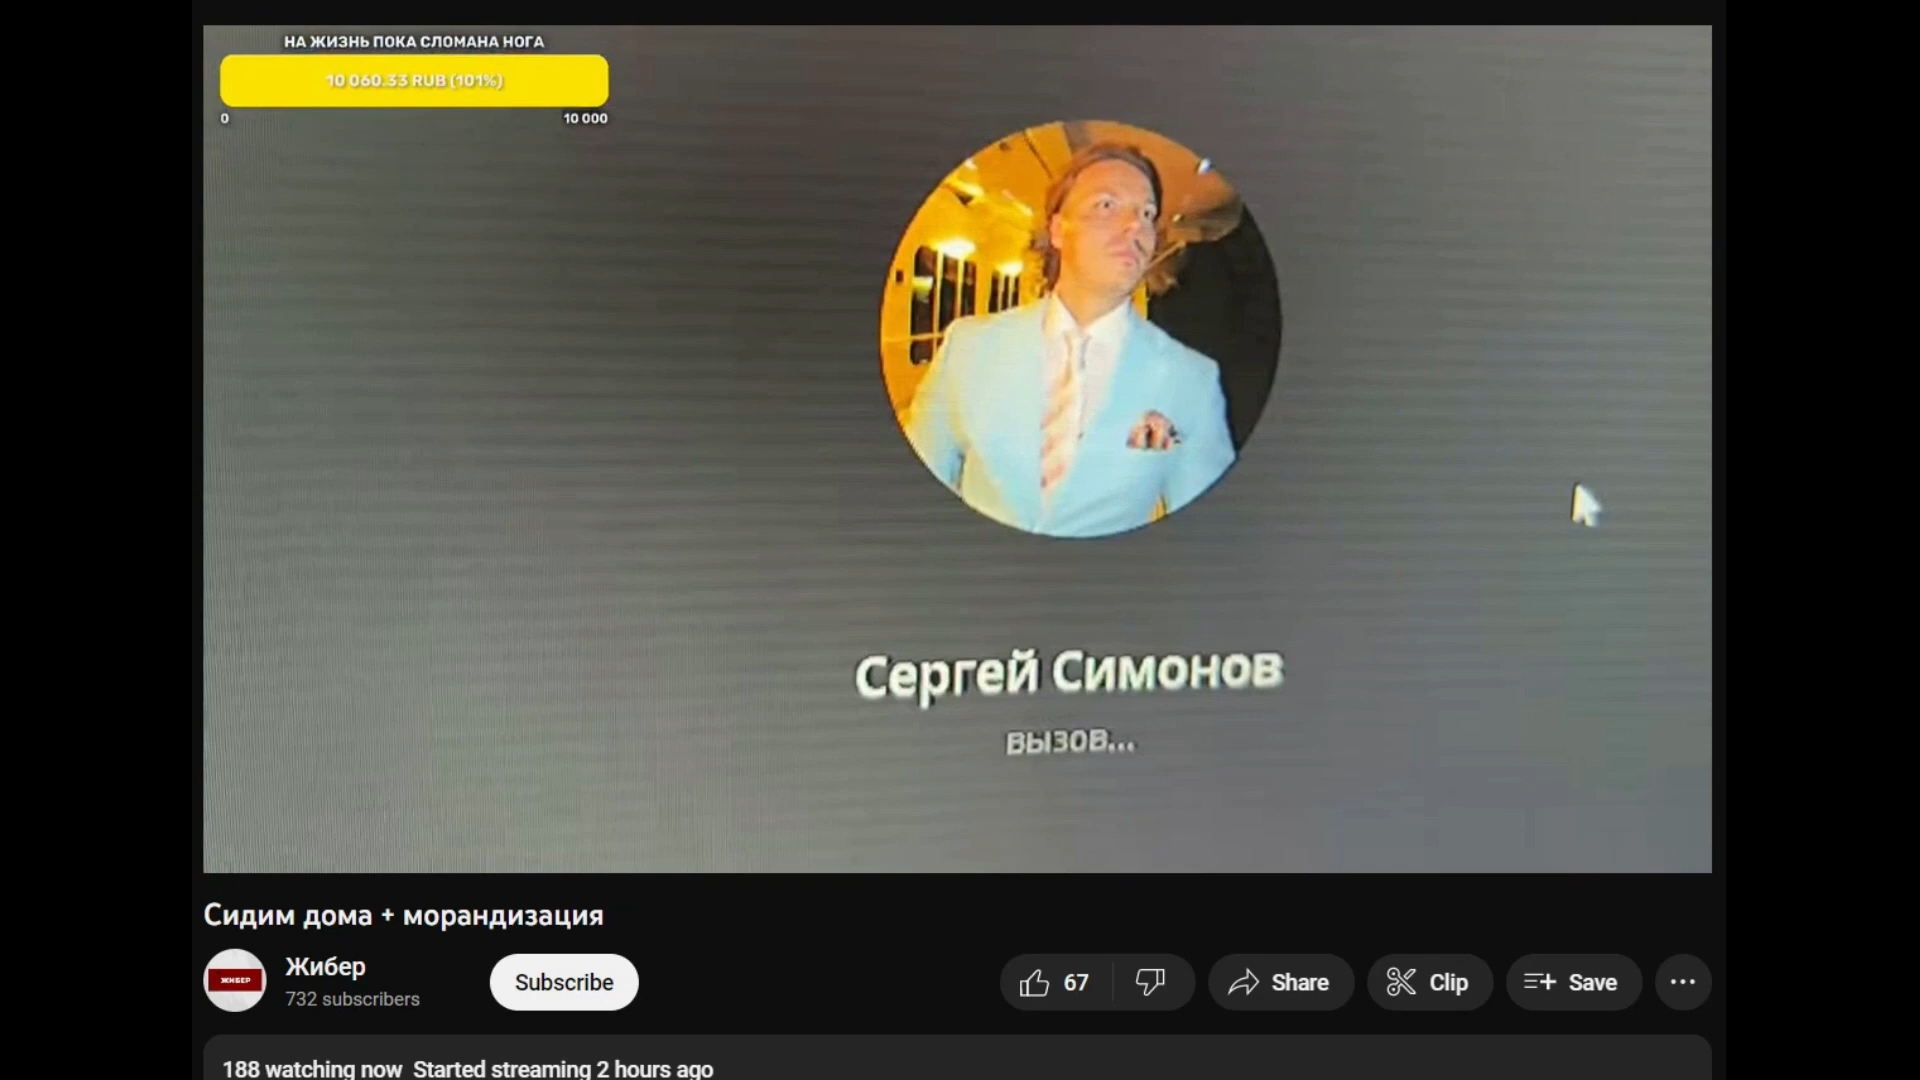 НА ЖИЗНЬ ПОКА СЛОМАНА НОГА
10 060.33 RUB (101%)
0
10 000
Сергей Симонов
вызов...
Сидим дома + морандизация
ЖИБЕР
Жибер
732 subscribers
Subscribe
67
Share
Clip
Save
188 watching now Started streaming 2 hours ago